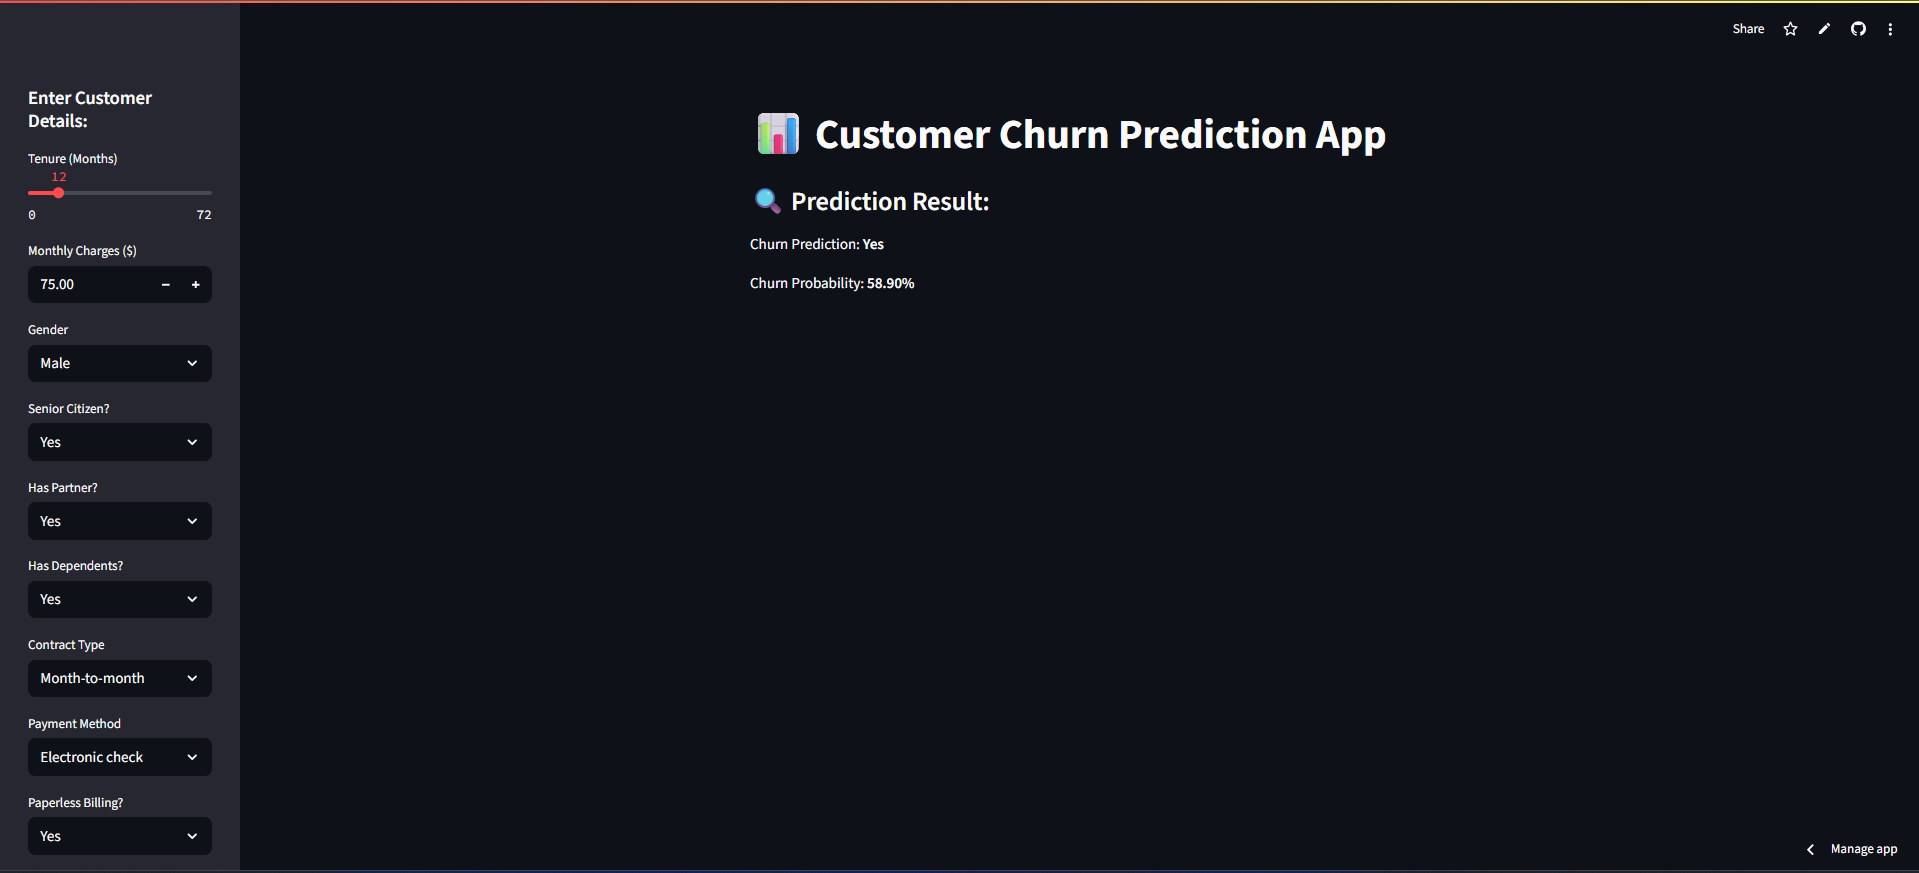 Share
Enter Customer
Details:
Tenure (Months)
12
0 72
Monthly Charges ($)
75.00 − +
Gender
Male
Senior Citizen?
Yes
Has Partner?
Yes
Has Dependents?
Yes
Contract Type
Month-to-month
Payment Method
Electronic check
Paperless Billing?
Yes
Customer Churn Prediction App
Prediction Result:
Churn Prediction: Yes
Churn Probability: 58.90%
Manage app